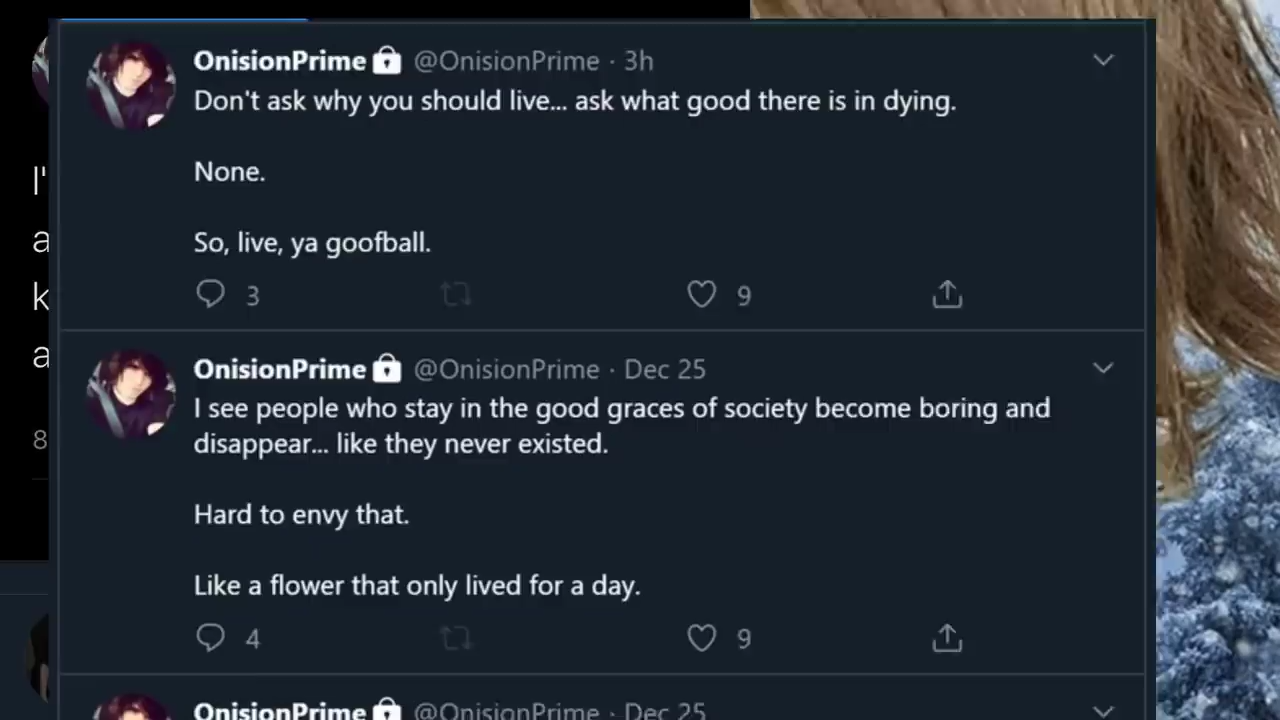 OnisionPrime @OnisionPrime · 3h
Don't ask why you should live... ask what good there is in dying.
None.
So, live, ya goofball.
3 9
OnisionPrime @OnisionPrime · Dec 25
I see people who stay in the good graces of society become boring and
disappear... like they never existed.
Hard to envy that.
Like a flower that only lived for a day.
4 9
OnisionPrime @OnisionPrime · Dec 25
I'
a
k
a
8